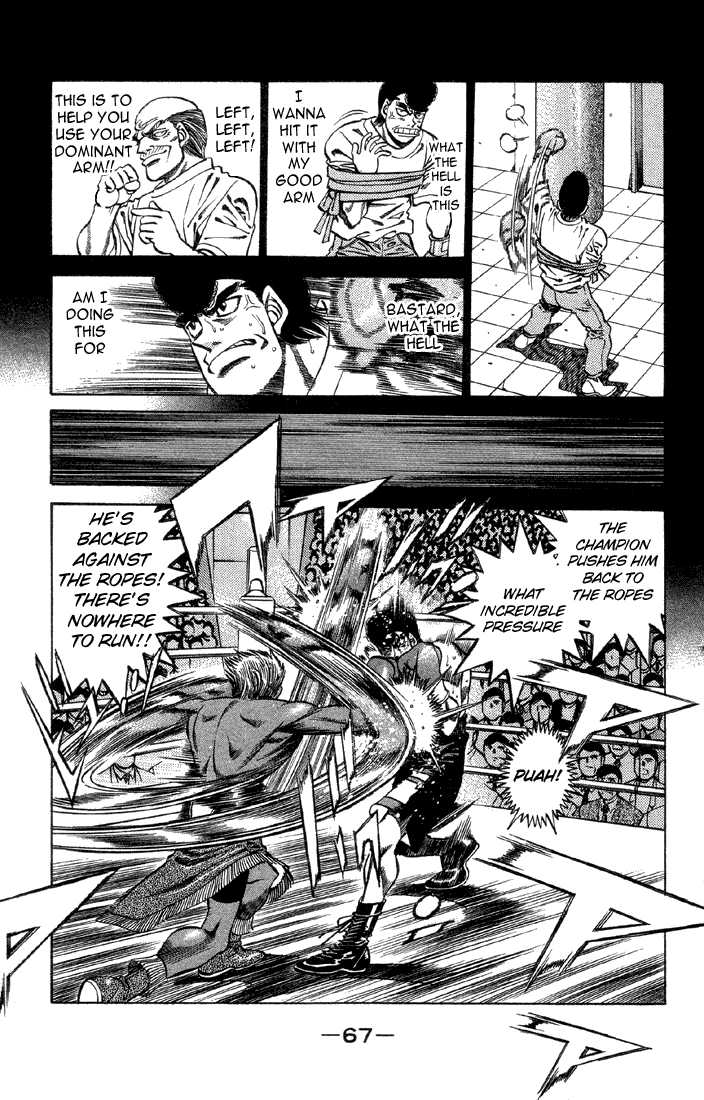 WHAT
THE
HELL
IS
THIS
I
WANNA
HIT IT
WITH
MY
GOOD
ARM
LEFT,
LEFT,
LEFT!
THIS IS TO
HELP YOU
USE YOUR
DOMINANT
ARM!!
BASTARD,
WHAT THE
HELL
AM I
DOING
THIS
FOR
THE
CHAMPION
PUSHES HIM
BACK TO
THE ROPES
WHAT
INCREDIBLE
PRESSURE
HE'S
BACKED
AGAINST
THE ROPES!
THERE'S
NOWHERE
TO RUN!!
PUAH!
—67—